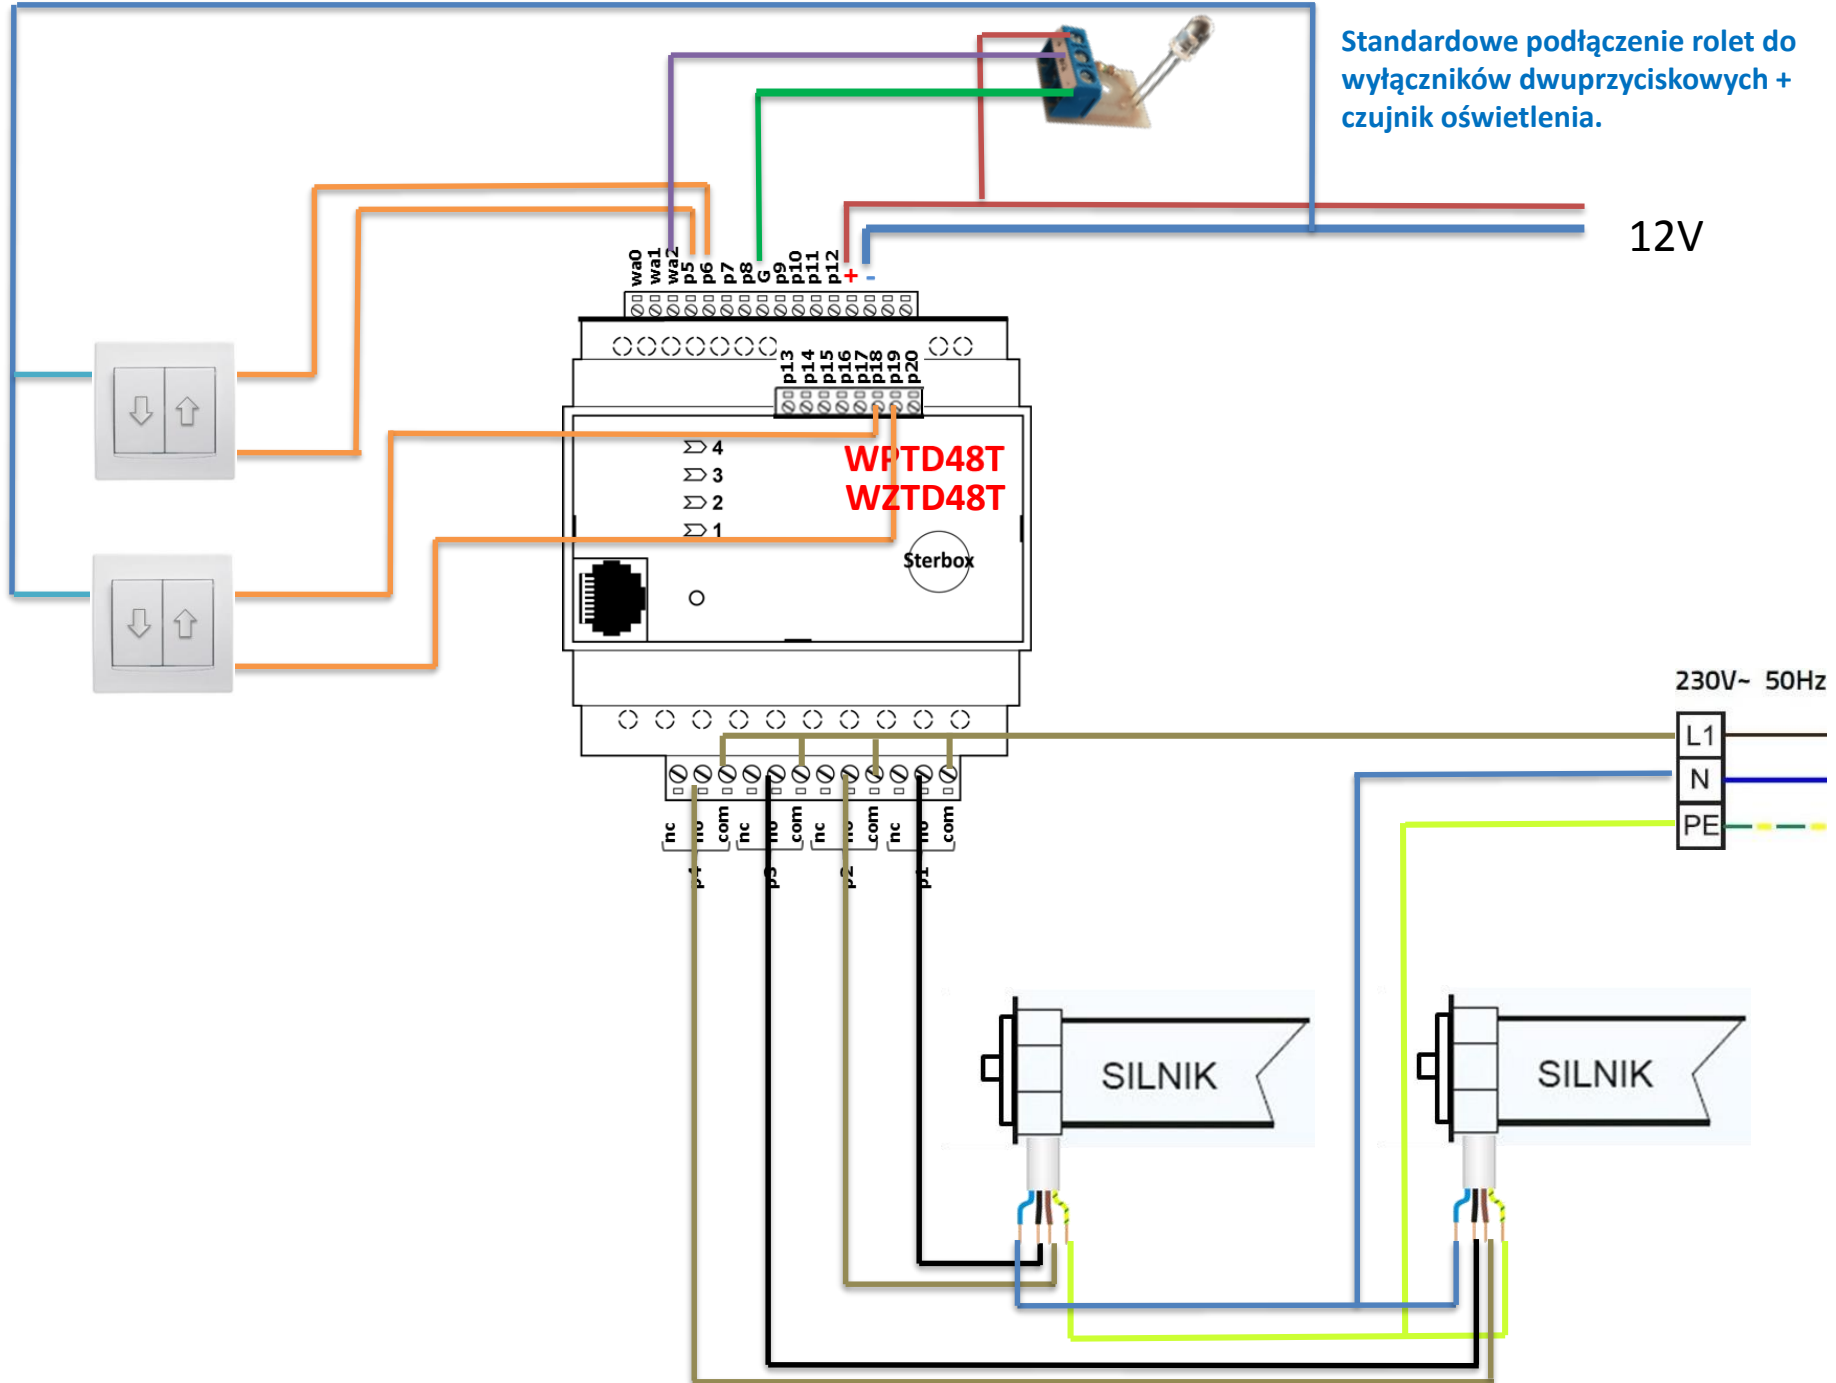 Standardowe podłączenie rolet do
wyłączników dwuprzyciskowych +
czujnik oświetlenia.
12V
wa0
wa1
wa2
p5
p6
p7
p8
G
p9
p10
p11
p12
+
-
p13
p14
p15
p16
p17
p18
p19
p20
4
3
2
1
WPTD48T
WZTD48T
Sterbox
230V~ 50Hz
L1
N
PE
nc
no
com
nc
no
com
nc
no
com
nc
no
com
p4
p3
p2
p1
SILNIK
SILNIK